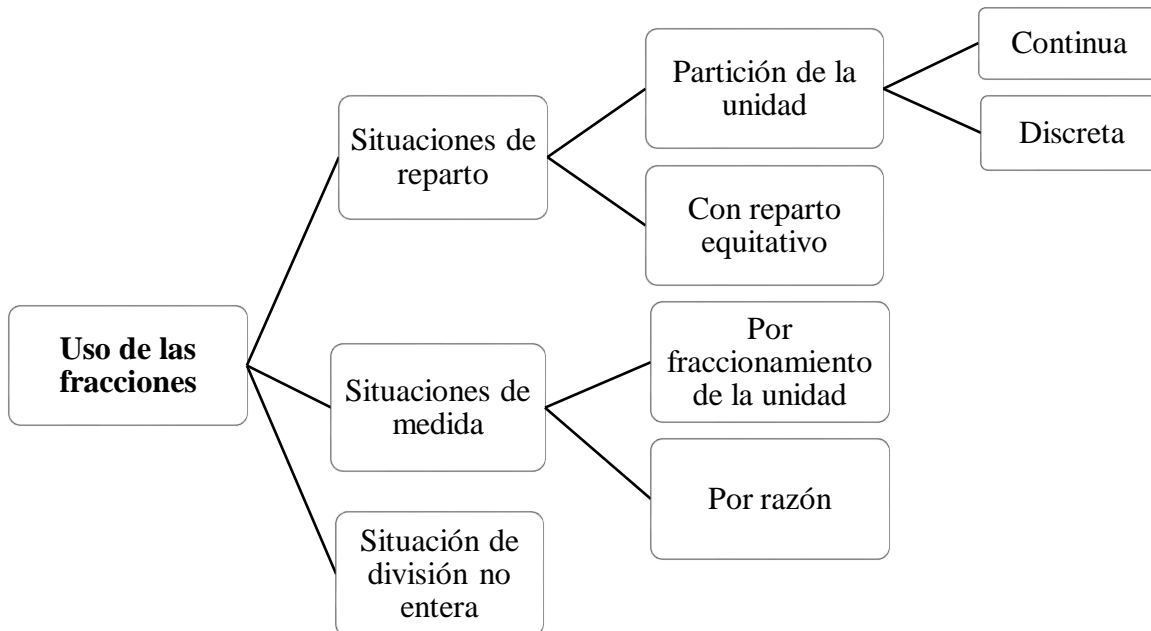 Uso de las
fracciones
Situaciones de
reparto
Partición de la
unidad
Continua
Discreta
Con reparto
equitativo
Situaciones de
medida
Por
fraccionamiento
de la unidad
Por razón
Situación de
división no
entera